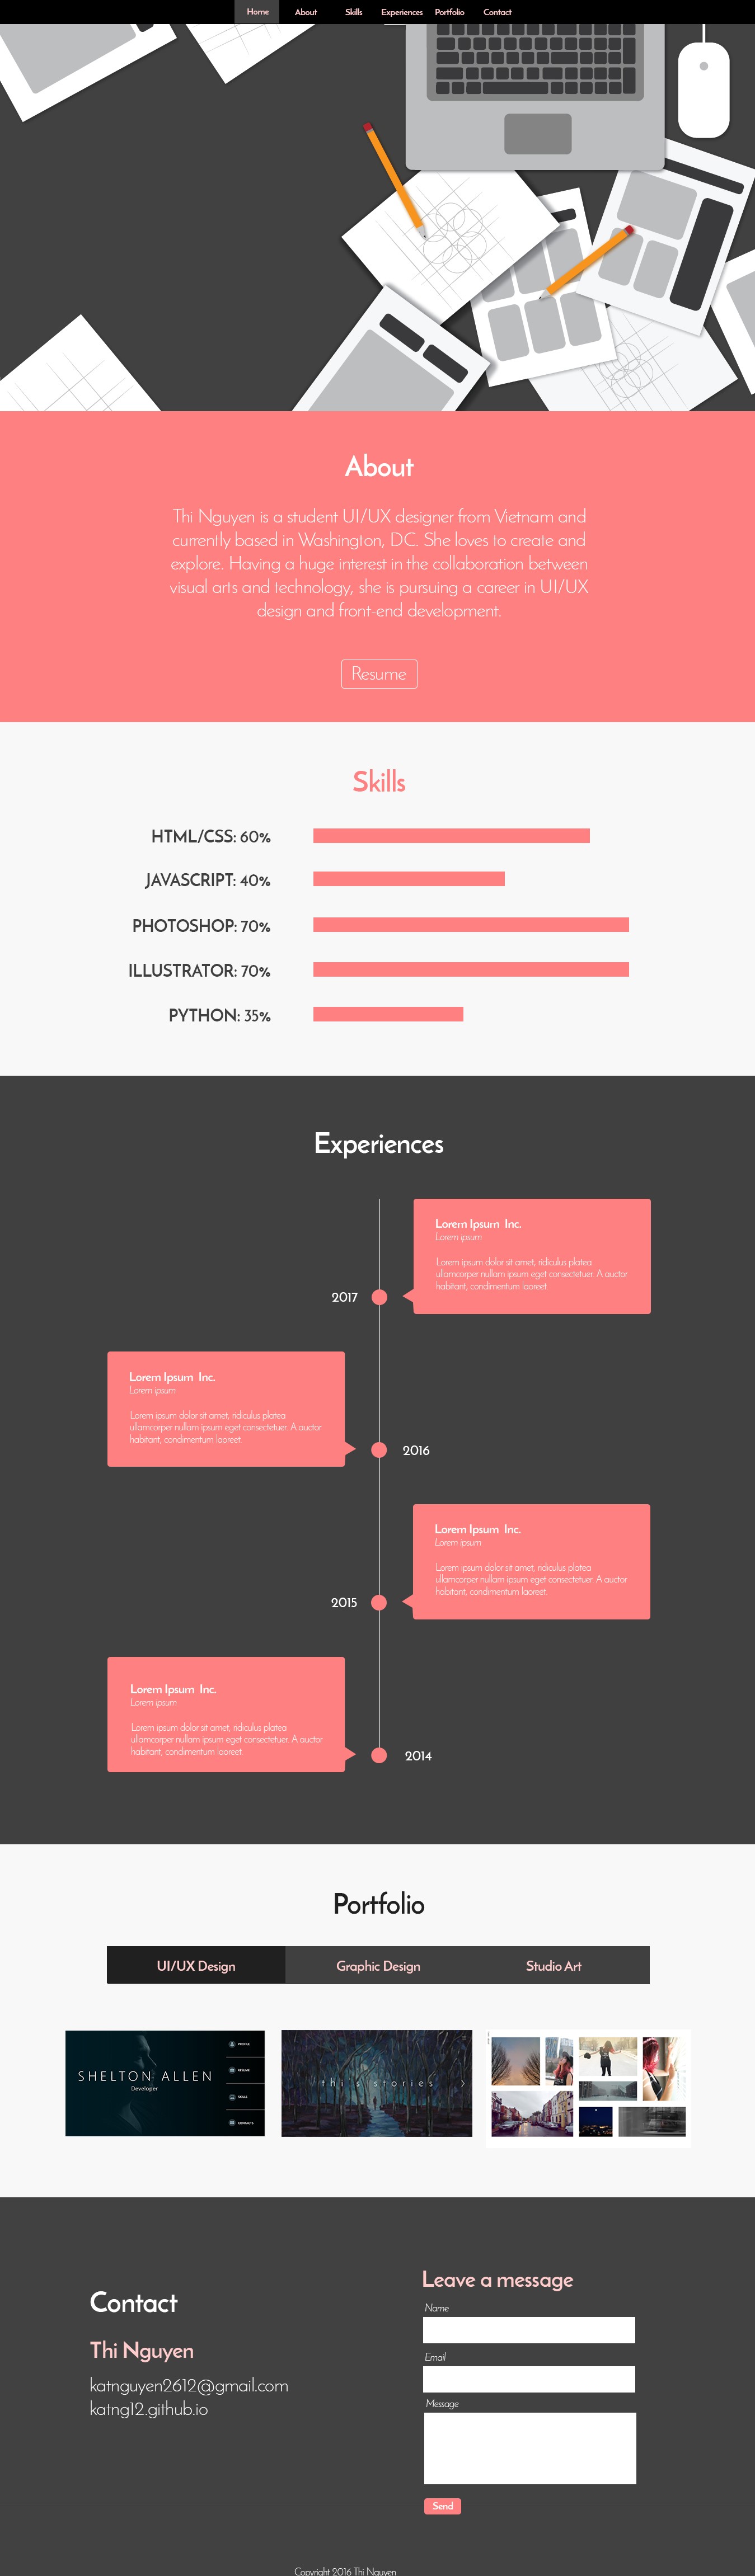 Home About Skills Experiences Portfolio Contact
About
Thi Nguyen is a student UI/UX designer from Vietnam and
currently based in Washington, DC. She loves to create and
explore. Having a huge interest in the collaboration between
visual arts and technology, she is pursuing a career in UI/UX
design and front-end development.
Resume
Skills
HTML/CSS: 60%
JAVASCRIPT: 40%
PHOTOSHOP: 70%
ILLUSTRATOR: 70%
PYTHON: 35%
Experiences
Lorem Ipsum Inc.
Lorem ipsum
Lorem ipsum dolor sit amet, ridiculus platea
ullamcorper nullam ipsum eget consectetuer. A auctor
habitant, condimentum laoreet
2017
Lorem Ipsum Inc.
Lorem ipsum
Lorem ipsum dolor sit amet, ridiculus platea
ullamcorper nullam ipsum eget consectetuer. A auctor
habitant, condimentum laoreet
2016
Lorem Ipsum Inc.
Lorem ipsum
Lorem ipsum dolor sit amet, ridiculus platea
ullamcorper nullam ipsum eget consectetuer. A auctor
habitant, condimentum laoreet
2015
Lorem Ipsum Inc.
Lorem ipsum
Lorem ipsum dolor sit amet, ridiculus platea
ullamcorper nullam ipsum eget consectetuer. A auctor
habitant, condimentum laoreet
2014
Portfolio
UI/UX Design Graphic Design Studio Art
SHELTON ALLEN
Developer
PROFILE
RESUME
SKILLS
CONTACTS
thi's stories
Contact
Thi Nguyen
katnguyen2612@gmail.com
katng12.github.io
Leave a message
Name
Email
Message
Send
Copyright 2016 Thi Nguyen